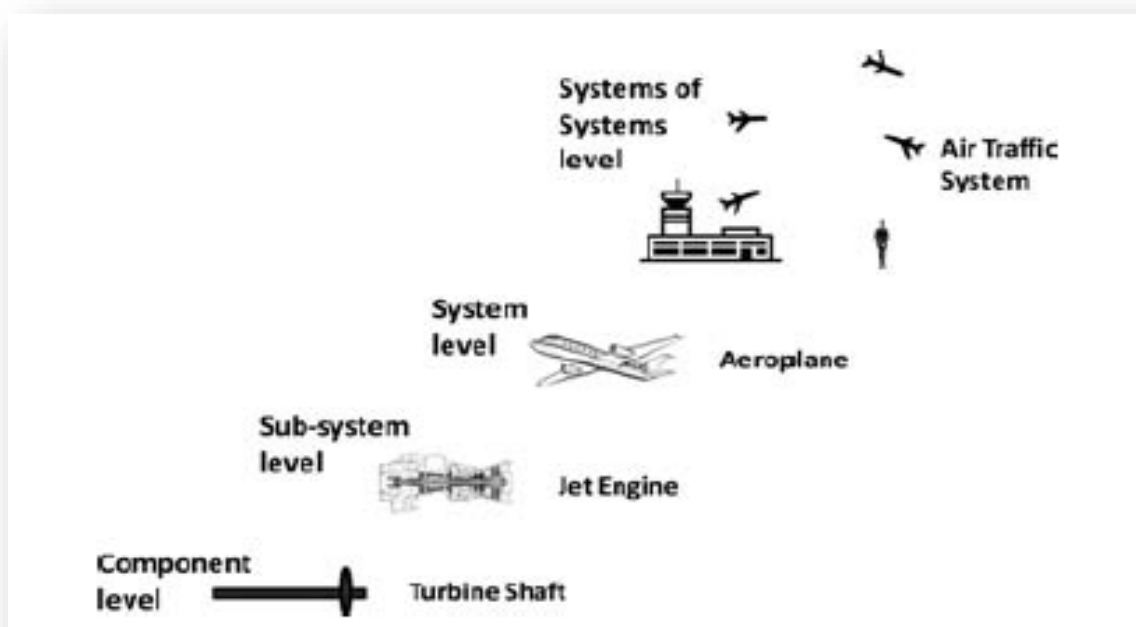 Systems of
Systems
level
Air Traffic
System
System
level
Aeroplane
Sub-system
level
Jet Engine
Component
level
Turbine Shaft